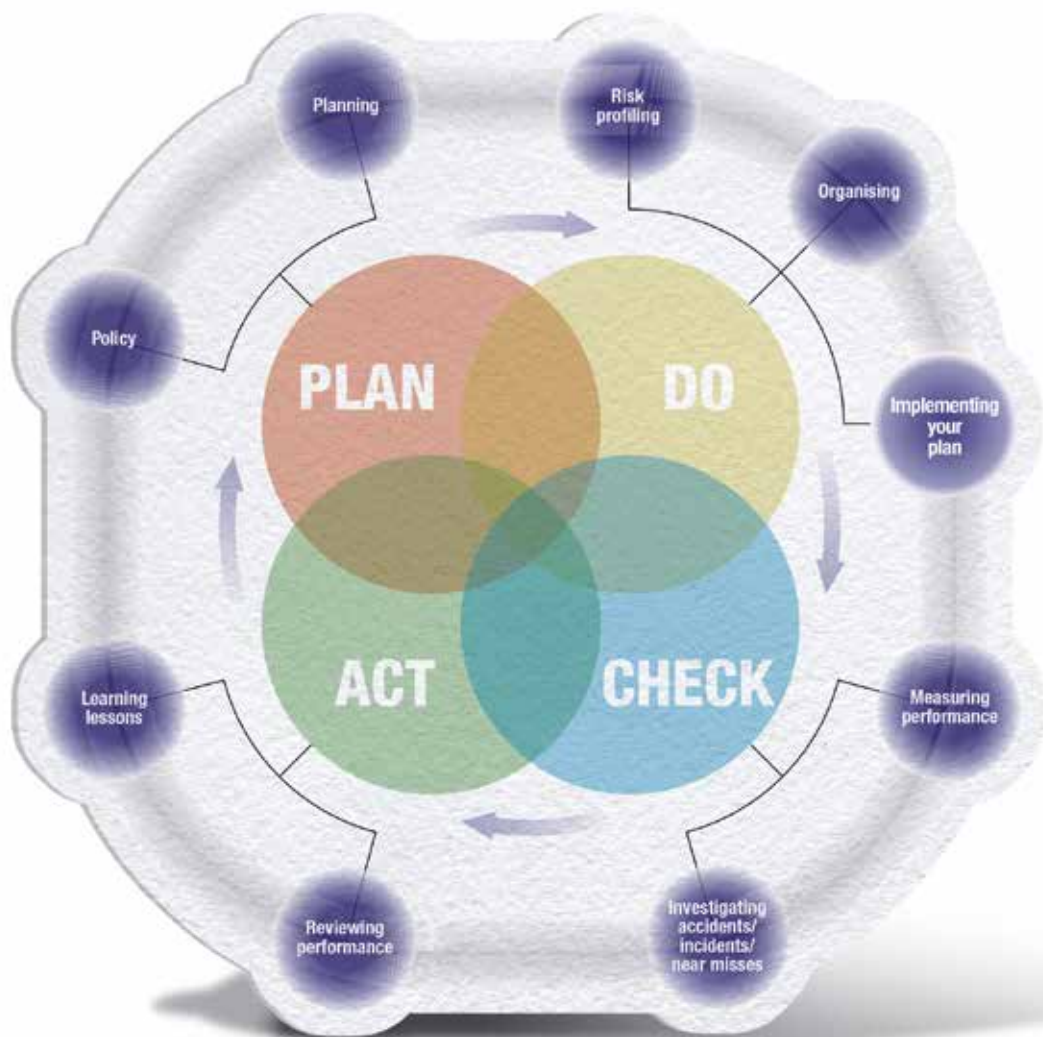 Planning
Risk
profiling
Organising
Policy
PLAN
DO
Implementing
your
plan
ACT
CHECK
Learning
lessons
Measuring
performance
Reviewing
performance
Investigating
accidents/
incidents/
near misses